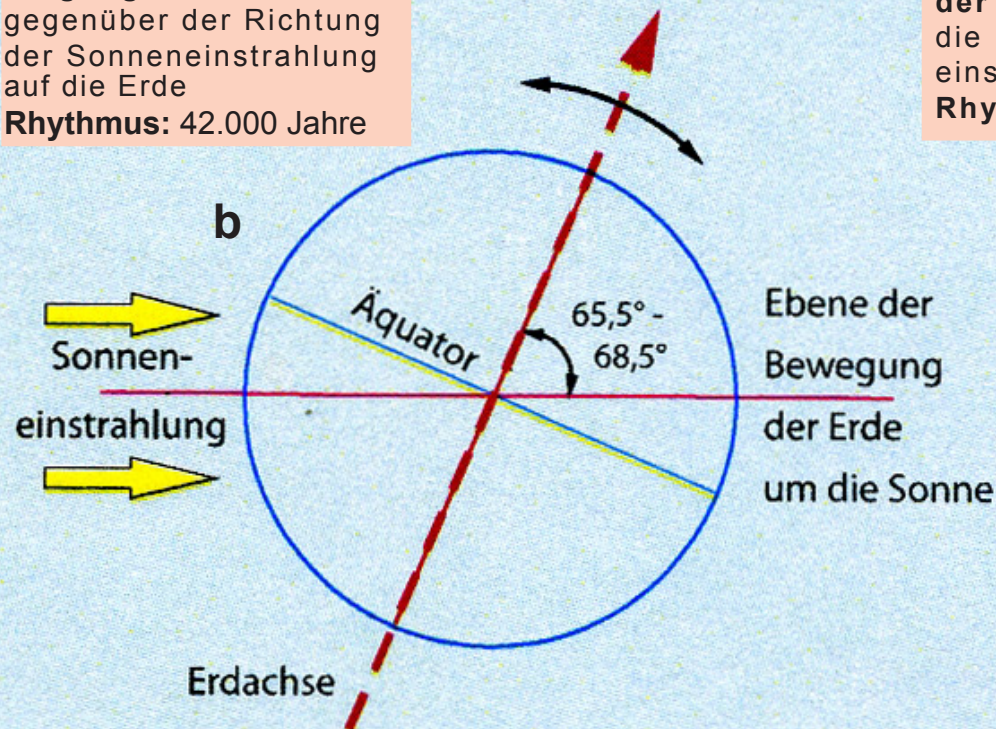 gegenüber der Richtung
der Sonneneinstrahlung
auf die Erde
Rhythmus: 42.000 Jahre
der
die
eins
Rhy
b
Äquator
65,5° -
68,5°
Sonnen-
einstrahlung
Ebene der
Bewegung
der Erde
um die Sonne
Erdachse